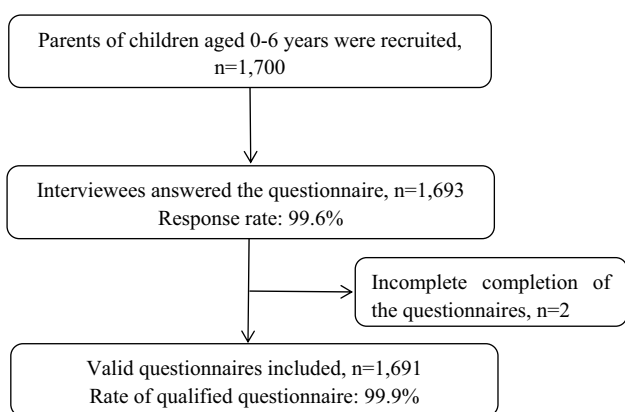 Parents of children aged 0-6 years were recruited,
n=1,700
Interviewees answered the questionnaire, n=1,693
Response rate: 99.6%
Incomplete completion of
the questionnaires, n=2
Valid questionnaires included, n=1,691
Rate of qualified questionnaire: 99.9%